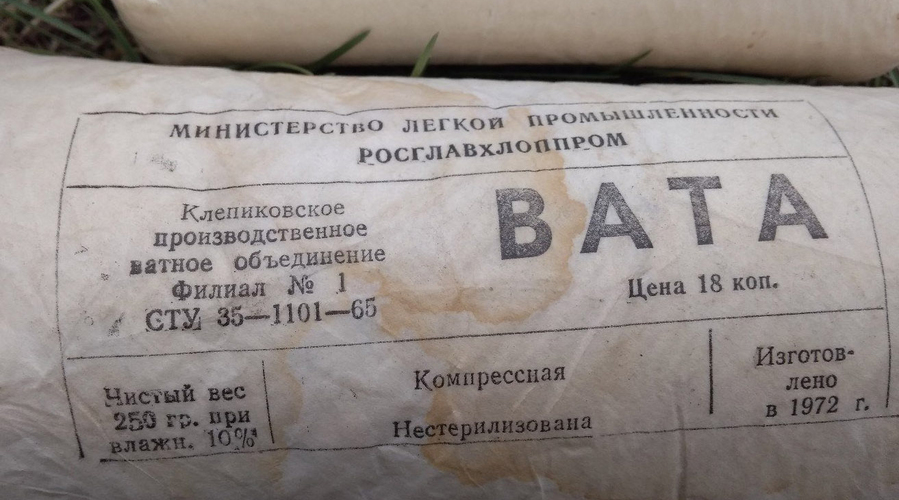 МИНИСТЕРСТВО ЛЕГКОЙ ПРОМЫШЛЕННОСТИ
РОСГЛАВХЛОППРОМ
Клепиковское
производственное
ватное объединение
Филиал № 1
СТУ 35—1101—65
ВАТА
Цена 18 коп.
Чистый вес
250 гр. при
влажн. 10%
Компрессная
Нестерилизована
Изготов-
лено
в 1972 г.